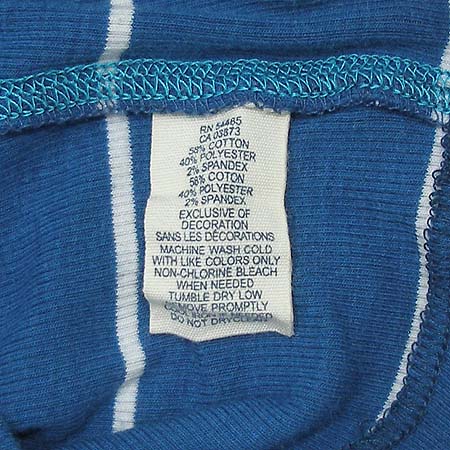 RN 54465
CA 03873
58% COTTON
40% POLYESTER
2% SPANDEX
58% COTON
40% POLYESTER
2% SPANDEX
EXCLUSIVE OF
DECORATION
SANS LES DÉCORATIONS
MACHINE WASH COLD
WITH LIKE COLORS ONLY
NON-CHLORINE BLEACH
WHEN NEEDED
TUMBLE DRY LOW
REMOVE PROMPTLY
DO NOT DRYCLEAN